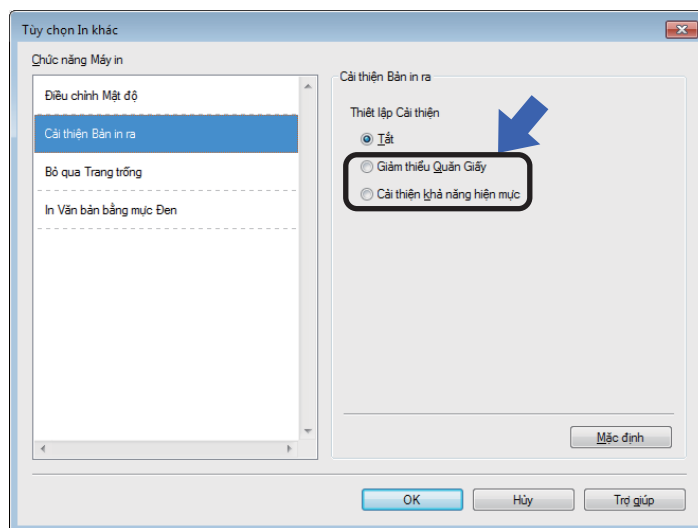 Tùy chọn In khác
Chức năng Máy in
Điều chỉnh Mật độ
Cải thiện Bản in ra
Bỏ qua Trang trống
In Văn bản bằng mực Đen
Cải thiện Bản in ra
Thiết lập Cải thiện
Tắt
Giảm thiểu Quăn Giấy
Cải thiện khả năng hiện mực
Mặc định
OK
Hủy
Trợ giúp